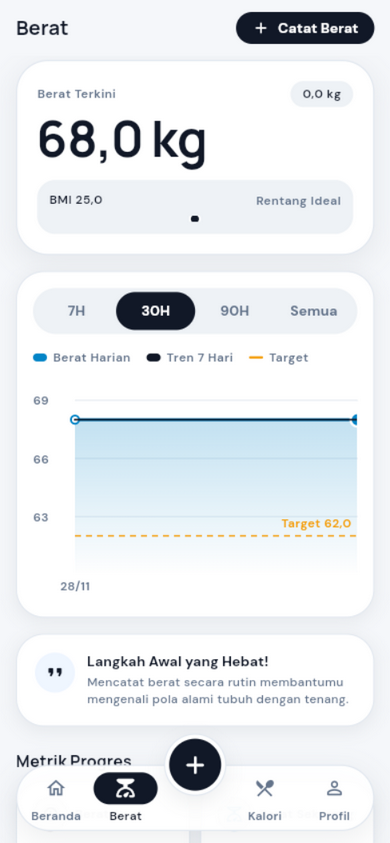 Berat
+ Catat Berat
Berat Terkini
0,0 kg
68,0 kg
BMI 25,0
Rentang Ideal
7H
30H
90H
Semua
Berat Harian
Tren 7 Hari
Target
69
66
63
Target 62,0
28/11
Langkah Awal yang Hebat!
Mencatat berat secara rutin membantumu
mengenali pola alami tubuh dengan tenang.
Metrik Progres
Beranda
Berat
Kalori
Profil